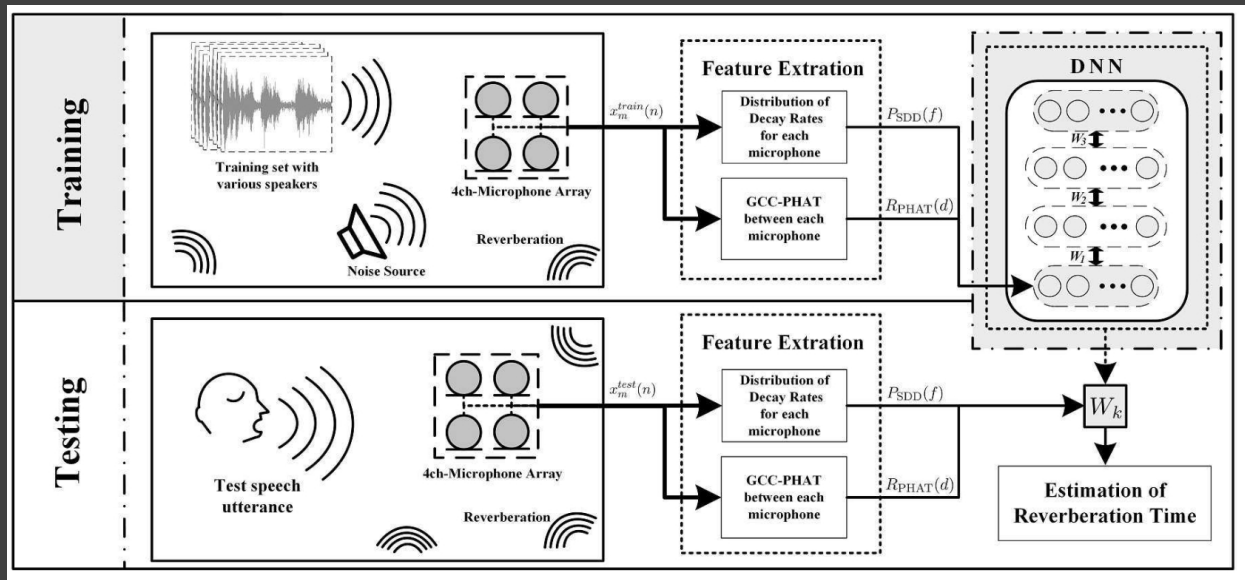 Training
Training set with
various speakers
Noise Source
4ch-Microphone Array
Reverberation
x_m^{train}(n)
Feature Extration
Distribution of
Decay Rates
for each
microphone
P_SDD(f)
GCC-PHAT
between each
microphone
R_PHAT(d)
DNN
W3
W2
W1
Testing
Test speech
utterance
4ch-Microphone Array
Reverberation
x_m^{test}(n)
Feature Extration
Distribution of
Decay Rates
for each
microphone
P_SDD(f)
GCC-PHAT
between each
microphone
R_PHAT(d)
W_k
Estimation of
Reverberation Time